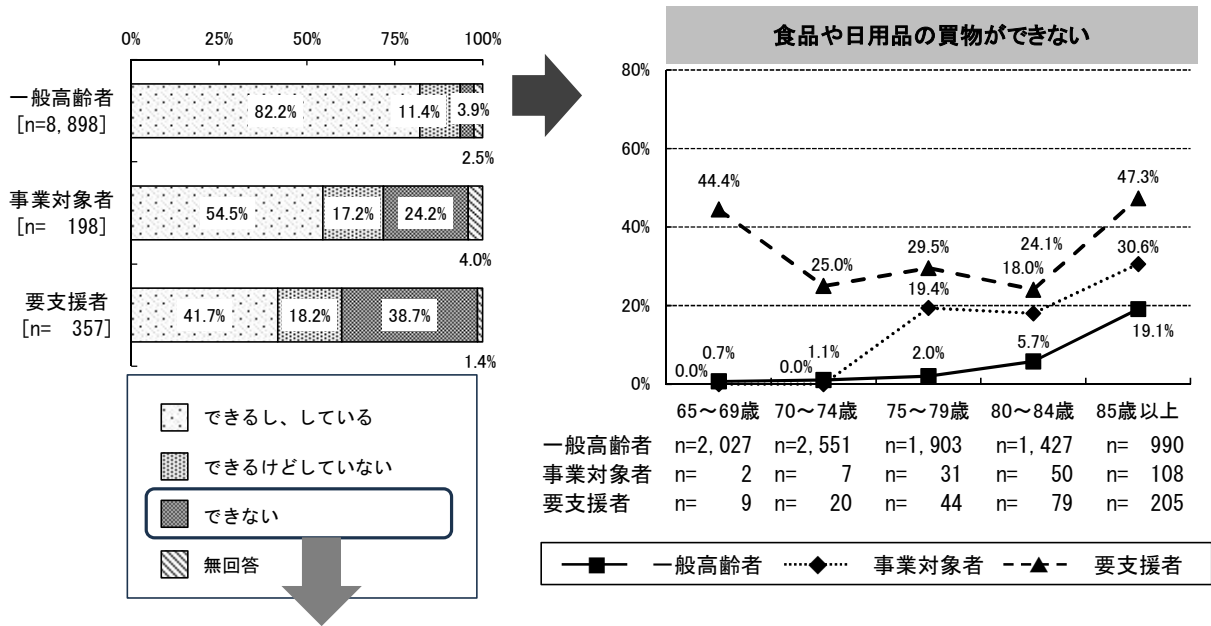 0% 25% 50% 75% 100%
一般高齢者
[n=8,898]
82.2% 11.4% 3.9%
2.5%
事業対象者
[n= 198]
54.5% 17.2% 24.2%
4.0%
要支援者
[n= 357]
41.7% 18.2% 38.7%
1.4%
できるし、している
できるけどしていない
できない
無回答
食品や日用品の買物ができない
80%
60%
40%
20%
0%
44.4% 25.0% 29.5% 24.1% 47.3%
0.0% 0.0% 19.4% 18.0% 30.6%
0.7% 1.1% 2.0% 5.7% 19.1%
65～69歳 70～74歳 75～79歳 80～84歳 85歳以上
一般高齢者 n=2,027 n=2,551 n=1,903 n=1,427 n= 990
事業対象者 n= 2 n= 7 n= 31 n= 50 n= 108
要支援者 n= 9 n= 20 n= 44 n= 79 n= 205
一般高齢者 事業対象者 要支援者